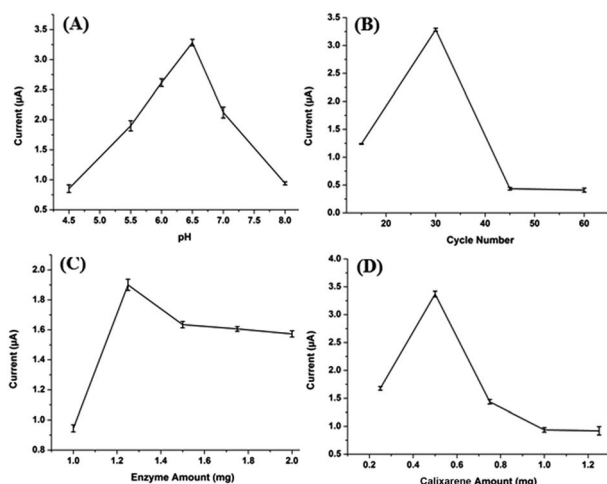 (A)
Current (µA)
3.5
3.0
2.5
2.0
1.5
1.0
0.5
4.5 5.0 5.5 6.0 6.5 7.0 7.5 8.0
pH
(B)
Current (µA)
3.5
3.0
2.5
2.0
1.5
1.0
0.5
0.0
20 30 40 50 60
Cycle Number
(C)
Current (µA)
2.0
1.8
1.6
1.4
1.2
1.0
0.8
1.0 1.2 1.4 1.6 1.8 2.0
Enzyme Amount (mg)
(D)
Current (µA)
4.0
3.5
3.0
2.5
2.0
1.5
1.0
0.5
0.2 0.4 0.6 0.8 1.0 1.2
Calixarene Amount (mg)